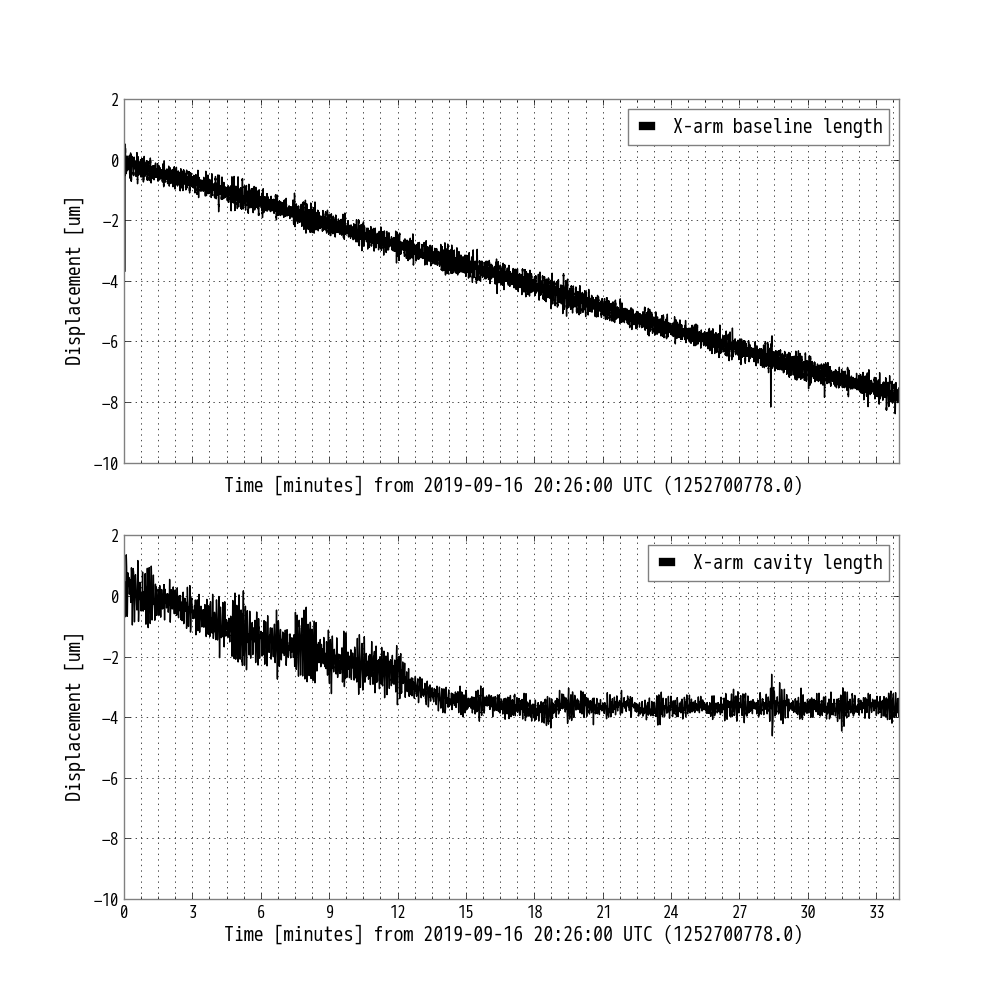 2
0
−2
−4
−6
−8
−10
Displacement [um]
X-arm baseline length
Time [minutes] from 2019-09-16 20:26:00 UTC (1252700778.0)
2
0
−2
−4
−6
−8
−10
Displacement [um]
X-arm cavity length
0 3 6 9 12 15 18 21 24 27 30 33
Time [minutes] from 2019-09-16 20:26:00 UTC (1252700778.0)